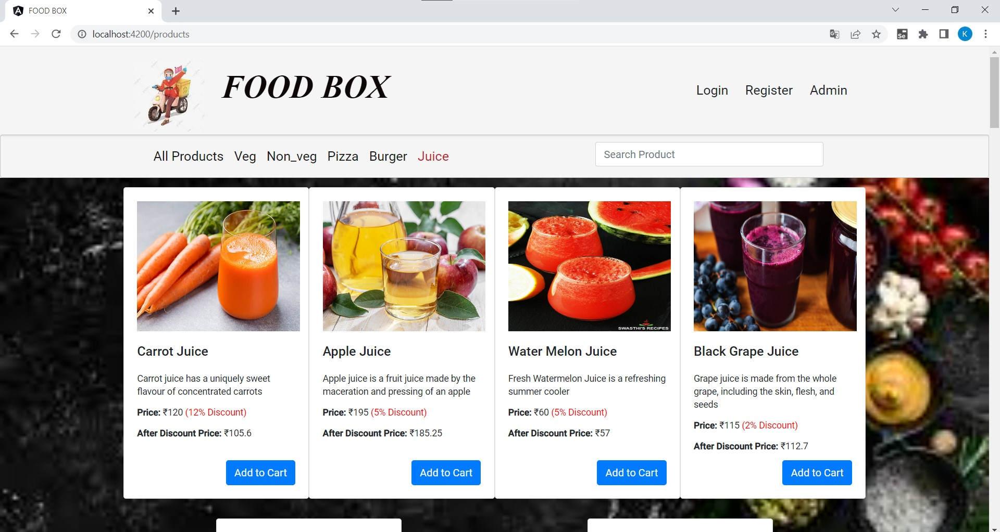 FOOD BOX
localhost:4200/products
Se
K
FOOD BOX
Login Register Admin
All Products Veg Non_veg Pizza Burger Juice
Search Product
SWASTHI'S RECIPES
Carrot Juice
Carrot juice has a uniquely sweet
flavour of concentrated carrots
Price: ₹120 (12% Discount)
After Discount Price: ₹105.6
Add to Cart
Apple Juice
Apple juice is a fruit juice made by the
maceration and pressing of an apple
Price: ₹195 (5% Discount)
After Discount Price: ₹185.25
Add to Cart
Water Melon Juice
Fresh Watermelon Juice is a refreshing
summer cooler
Price: ₹60 (5% Discount)
After Discount Price: ₹57
Add to Cart
Black Grape Juice
Grape juice is made from the whole
grape, including the skin, flesh, and
seeds
Price: ₹115 (2% Discount)
After Discount Price: ₹112.7
Add to Cart